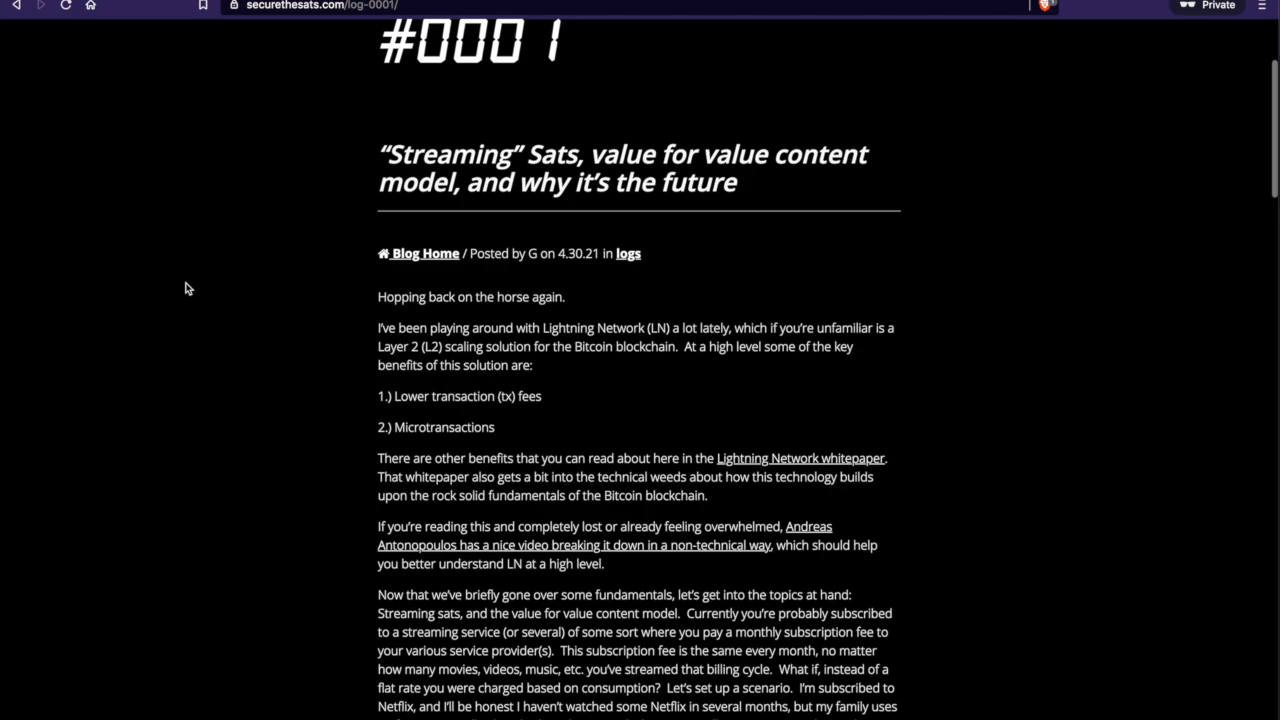 securethesats.com/log-0001/
Private
#0001
“Streaming” Sats, value for value content
model, and why it’s the future
Blog Home / Posted by G on 4.30.21 in logs
Hopping back on the horse again.
I’ve been playing around with Lightning Network (LN) a lot lately, which if you’re unfamiliar is a
Layer 2 (L2) scaling solution for the Bitcoin blockchain.  At a high level some of the key
benefits of this solution are:
1.) Lower transaction (tx) fees
2.) Microtransactions
There are other benefits that you can read about here in the Lightning Network whitepaper.
That whitepaper also gets a bit into the technical weeds about how this technology builds
upon the rock solid fundamentals of the Bitcoin blockchain.
If you’re reading this and completely lost or already feeling overwhelmed, Andreas
Antonopoulos has a nice video breaking it down in a non-technical way, which should help
you better understand LN at a high level.
Now that we’ve briefly gone over some fundamentals, let’s get into the topics at hand:
Streaming sats, and the value for value content model.  Currently you’re probably subscribed
to a streaming service (or several) of some sort where you pay a monthly subscription fee to
your various service provider(s).  This subscription fee is the same every month, no matter
how many movies, videos, music, etc. you’ve streamed that billing cycle.  What if, instead of a
flat rate you were charged based on consumption?  Let’s set up a scenario.  I’m subscribed to
Netflix, and I’ll be honest I haven’t watched some Netflix in several months, but my family uses